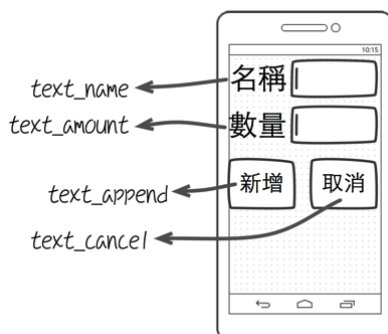 10:15
text_name
名稱
text_amount
數量
text_append
新增
取消
text_cancel